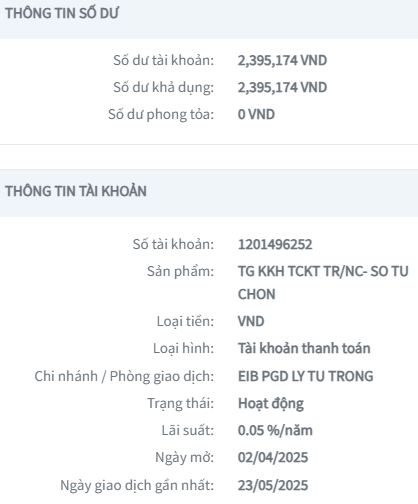 THÔNG TIN SỐ DƯ
Số dư tài khoản: 2,395,174 VND
Số dư khả dụng: 2,395,174 VND
Số dư phong tỏa: 0 VND
THÔNG TIN TÀI KHOẢN
Số tài khoản: 1201496252
Sản phẩm: TG KKH TCKT TR/NC- SO TU
CHON
Loại tiền: VND
Loại hình: Tài khoản thanh toán
Chi nhánh / Phòng giao dịch: EIB PGD LY TU TRONG
Trạng thái: Hoạt động
Lãi suất: 0.05 %/năm
Ngày mở: 02/04/2025
Ngày giao dịch gần nhất: 23/05/2025